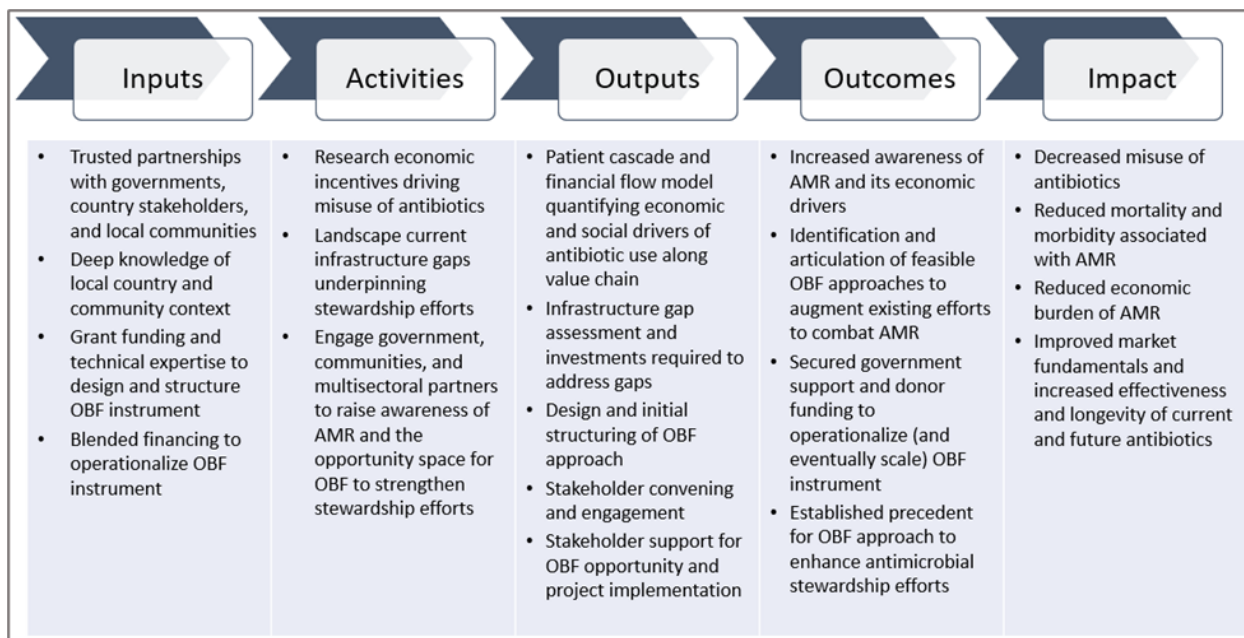 Inputs
Activities
Outputs
Outcomes
Impact
• Trusted partnerships
with governments,
country stakeholders,
and local communities
• Deep knowledge of
local country and
community context
• Grant funding and
technical expertise to
design and structure
OBF instrument
• Blended financing to
operationalize OBF
instrument
• Research economic
incentives driving
misuse of antibiotics
• Landscape current
infrastructure gaps
underpinning
stewardship efforts
• Engage government,
communities, and
multisectoral partners
to raise awareness of
AMR and the
opportunity space for
OBF to strengthen
stewardship efforts
• Patient cascade and
financial flow model
quantifying economic
and social drivers of
antibiotic use along
value chain
• Infrastructure gap
assessment and
investments required to
address gaps
• Design and initial
structuring of OBF
approach
• Stakeholder convening
and engagement
• Stakeholder support for
OBF opportunity and
project implementation
• Increased awareness of
AMR and its economic
drivers
• Identification and
articulation of feasible
OBF approaches to
augment existing efforts
to combat AMR
• Secured government
support and donor
funding to
operationalize (and
eventually scale) OBF
instrument
• Established precedent
for OBF approach to
enhance antimicrobial
stewardship efforts
• Decreased misuse of
antibiotics
• Reduced mortality and
morbidity associated
with AMR
• Reduced economic
burden of AMR
• Improved market
fundamentals and
increased effectiveness
and longevity of current
and future antibiotics